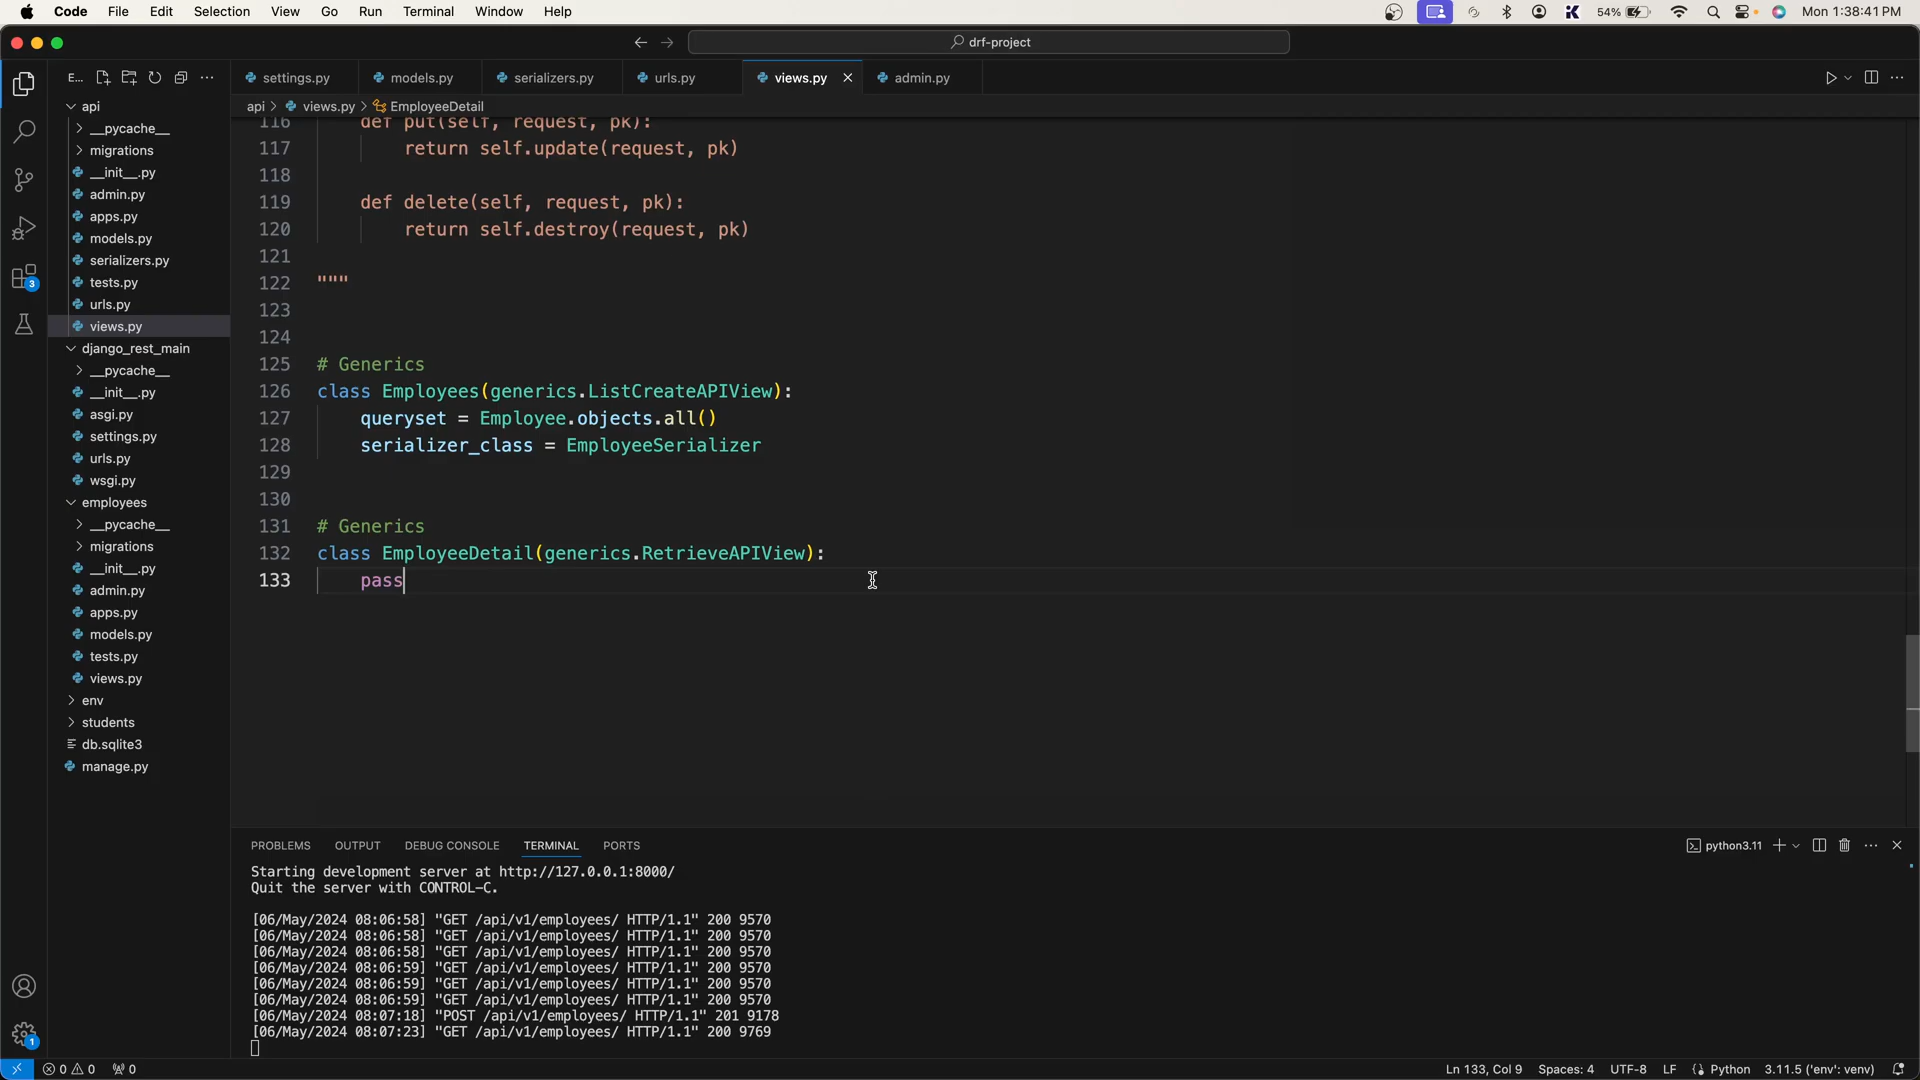 Code File Edit Selection View Go Run Terminal Window Help
54% Mon 1:38:41 PM
drf-project
E...
settings.py models.py serializers.py urls.py views.py admin.py
api > views.py > EmployeeDetail
api
__pycache__
migrations
__init__.py
admin.py
apps.py
models.py
serializers.py
tests.py
urls.py
views.py
django_rest_main
__pycache__
__init__.py
asgi.py
settings.py
urls.py
wsgi.py
employees
__pycache__
migrations
__init__.py
admin.py
apps.py
models.py
tests.py
views.py
env
students
db.sqlite3
manage.py
3
1
116 def put(self, request, pk):
117 return self.update(request, pk)
118
119 def delete(self, request, pk):
120 return self.destroy(request, pk)
121
122 """
123
124
125 # Generics
126 class Employees(generics.ListCreateAPIView):
127 queryset = Employee.objects.all()
128 serializer_class = EmployeeSerializer
129
130
131 # Generics
132 class EmployeeDetail(generics.RetrieveAPIView):
133 pass
PROBLEMS OUTPUT DEBUG CONSOLE TERMINAL PORTS
python3.11
Starting development server at http://127.0.0.1:8000/
Quit the server with CONTROL-C.
[06/May/2024 08:06:58] "GET /api/v1/employees/ HTTP/1.1" 200 9570
[06/May/2024 08:06:58] "GET /api/v1/employees/ HTTP/1.1" 200 9570
[06/May/2024 08:06:58] "GET /api/v1/employees/ HTTP/1.1" 200 9570
[06/May/2024 08:06:59] "GET /api/v1/employees/ HTTP/1.1" 200 9570
[06/May/2024 08:06:59] "GET /api/v1/employees/ HTTP/1.1" 200 9570
[06/May/2024 08:06:59] "GET /api/v1/employees/ HTTP/1.1" 200 9570
[06/May/2024 08:07:18] "POST /api/v1/employees/ HTTP/1.1" 201 9178
[06/May/2024 08:07:23] "GET /api/v1/employees/ HTTP/1.1" 200 9769
0 0 0
Ln 133, Col 9 Spaces: 4 UTF-8 LF Python 3.11.5 ('env': venv)